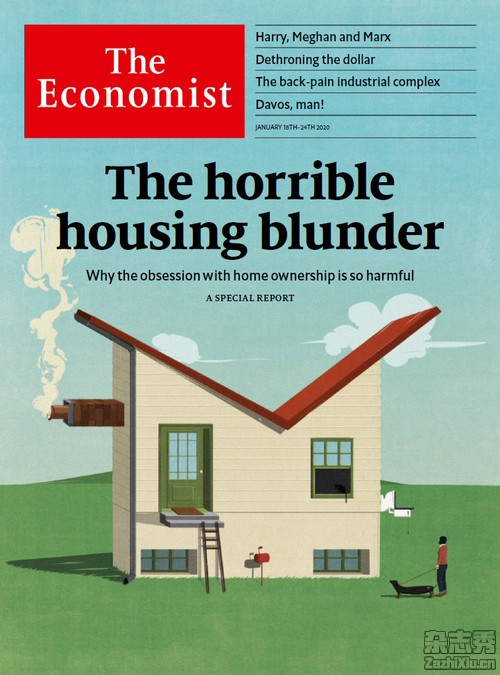 The
Economist
Harry, Meghan and Marx
Dethroning the dollar
The back-pain industrial complex
Davos, man!
JANUARY 18TH–24TH 2020
The horrible
housing blunder
Why the obsession with home ownership is so harmful
A SPECIAL REPORT
杂志秀
ZaZhiXiu.cn